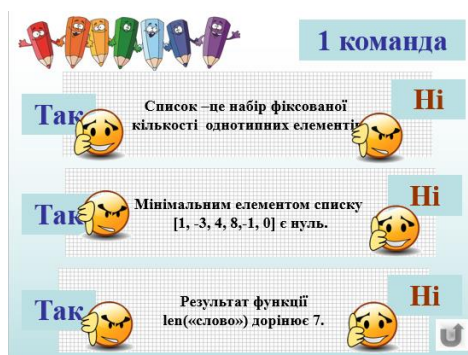 1 команда
Так
Список –це набір фіксованої
кількості однотипних елементів
Ні
Так
Мінімальним елементом списку
[1, -3, 4, 8,-1, 0] є нуль.
Ні
Так
Результат функції
len(«слово») дорінює 7.
Ні